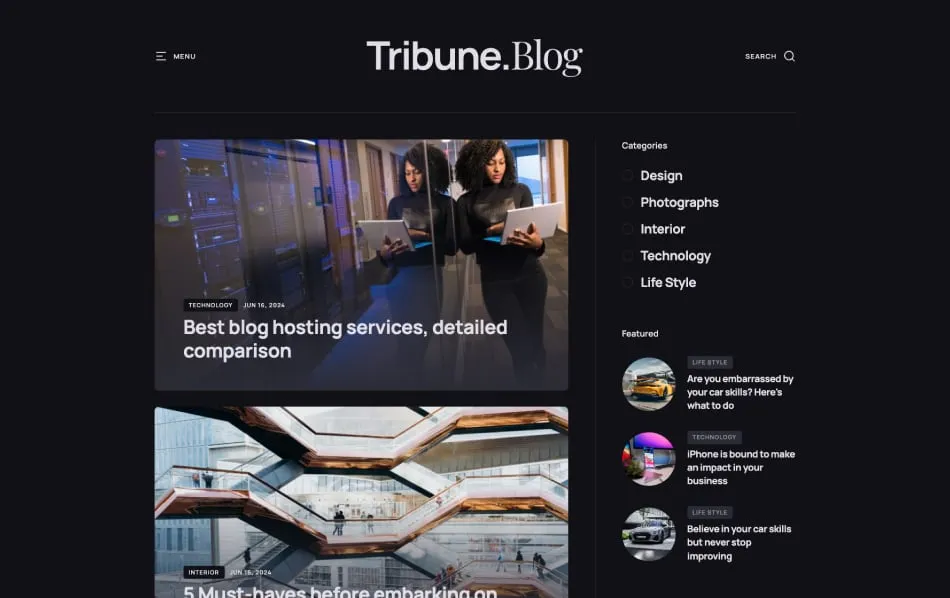 MENU
Tribune.Blog
SEARCH
TECHNOLOGY JUN 16, 2024
Best blog hosting services, detailed
comparison
INTERIOR JUN 16, 2024
5 Must-haves before embarking on
Categories
Design
Photographs
Interior
Technology
Life Style
Featured
LIFE STYLE
Are you embarrassed by
your car skills? Here's
what to do
TECHNOLOGY
iPhone is bound to make
an impact in your
business
LIFE STYLE
Believe in your car skills
but never stop
improving